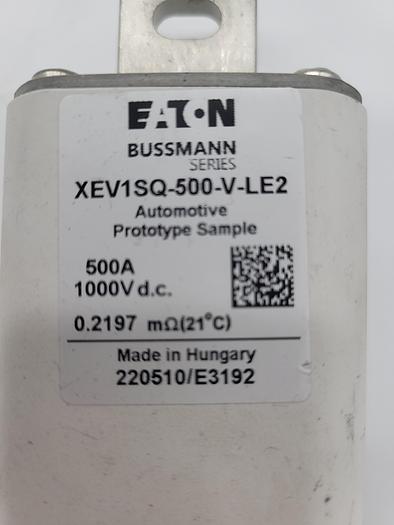 EATON
BUSSMANN
SERIES
XEV1SQ-500-V-LE2
Automotive
Prototype Sample
500A
1000V d.c.
0.2197 mΩ(21°C)
Made in Hungary
220510/E3192